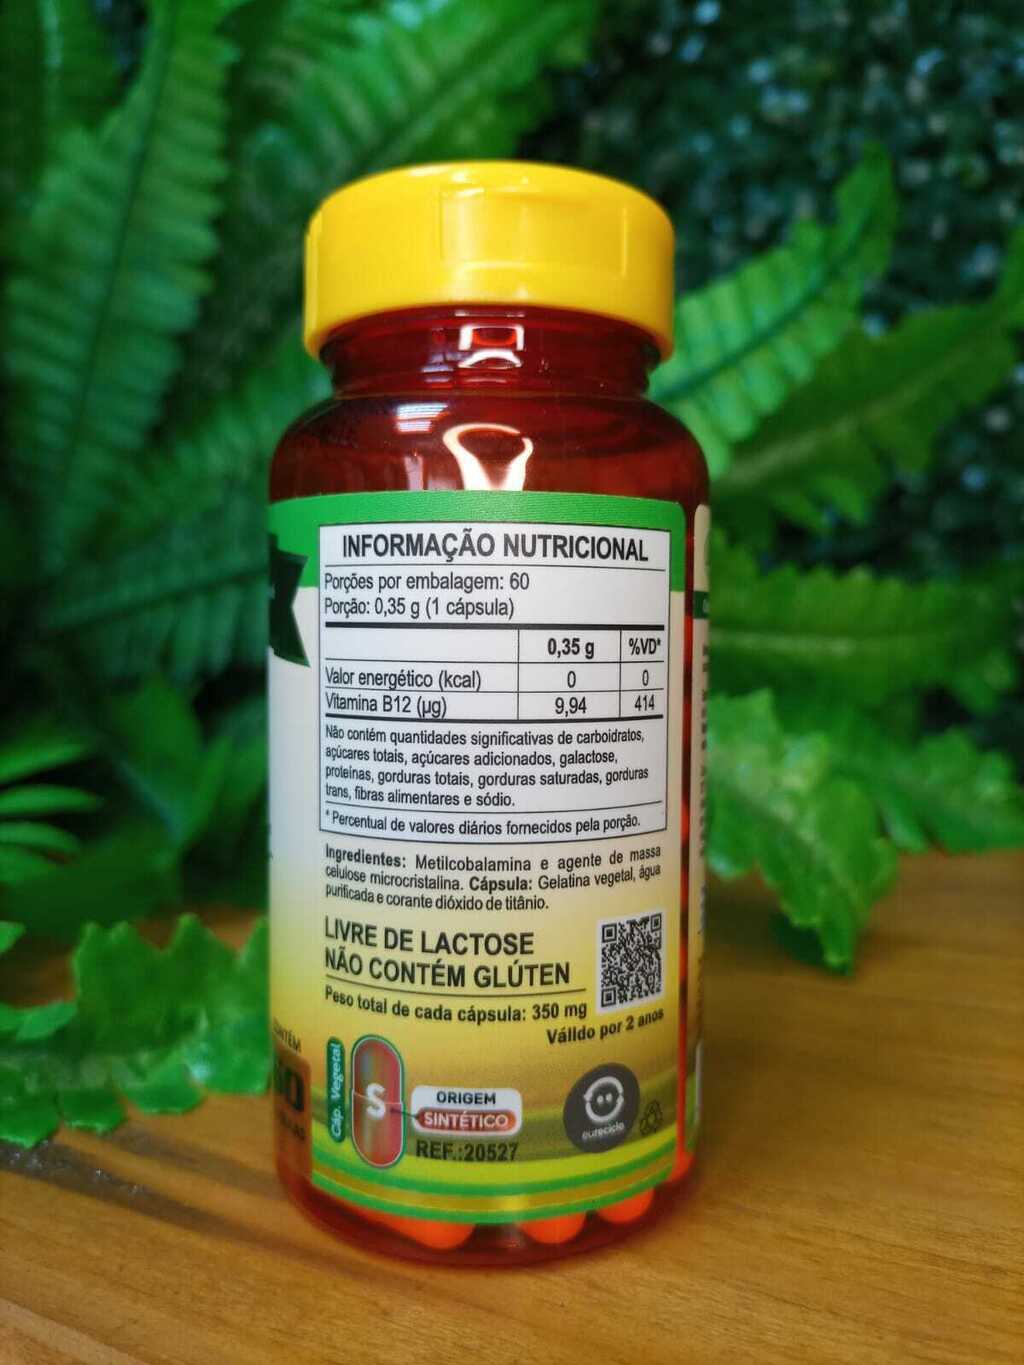 INFORMAÇÃO NUTRICIONAL
Porções por embalagem: 60
Porção: 0,35 g (1 cápsula)
0,35 g %VD*
Valor energético (kcal) 0 0
Vitamina B12 (µg) 9,94 414
Não contém quantidades significativas de carboidratos,
açúcares totais, açúcares adicionados, galactose,
proteínas, gorduras totais, gorduras saturadas, gorduras
trans, fibras alimentares e sódio.
* Percentual de valores diários fornecidos pela porção.
Ingredientes: Metilcobalamina e agente de massa
celulose microcristalina. Cápsula: Gelatina vegetal, água
purificada e corante dióxido de titânio.
LIVRE DE LACTOSE
NÃO CONTÉM GLÚTEN
Peso total de cada cápsula: 350 mg
Válido por 2 anos
Cáp. Vegetal
S
ORIGEM
SINTÉTICO
REF.:20527
eureciclo